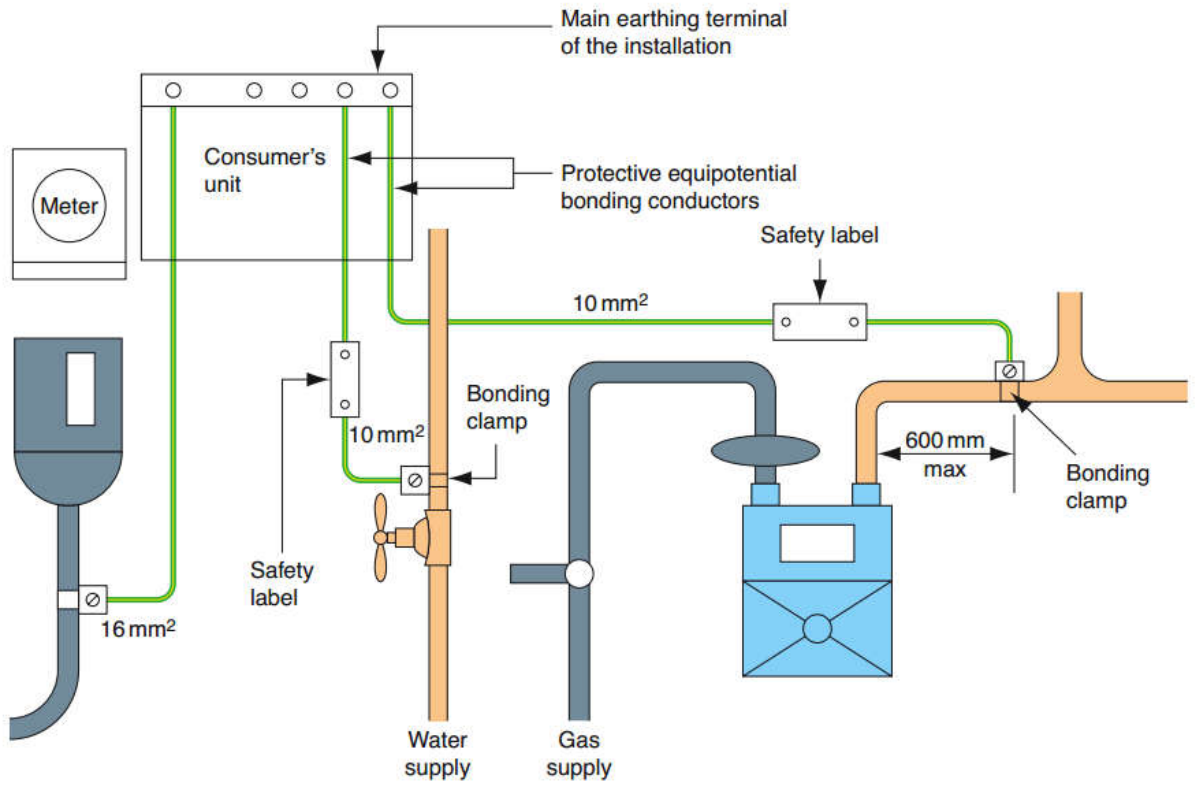 Main earthing terminal
of the installation
Consumer's
unit
Meter
Protective equipotential
bonding conductors
Safety label
10 mm²
Bonding
clamp
10 mm²
600 mm
max
Bonding
clamp
Safety
label
16 mm²
Water
supply
Gas
supply